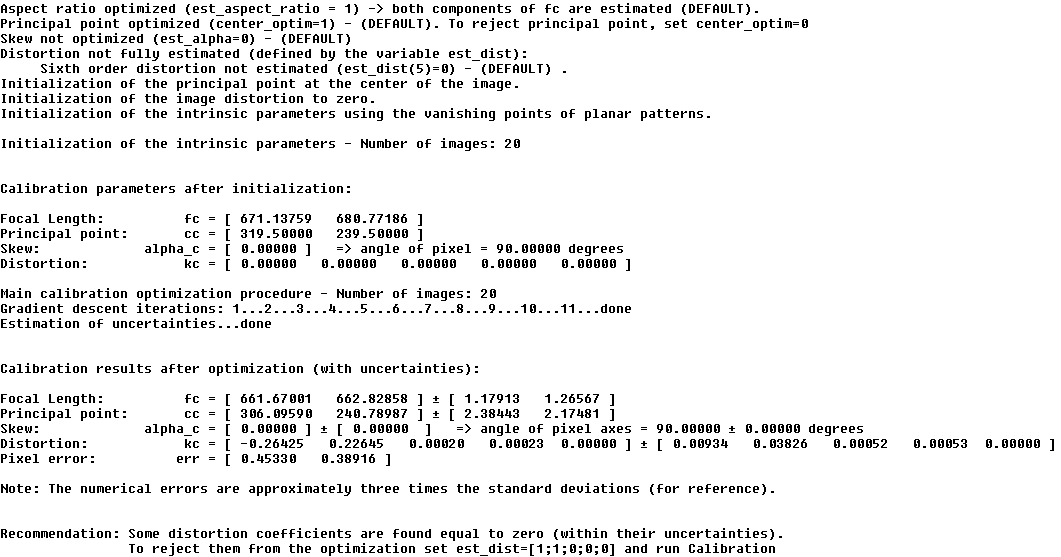 Aspect ratio optimized (est_aspect_ratio = 1) -> both components of fc are estimated (DEFAULT).
Principal point optimized (center_optim=1) - (DEFAULT). To reject principal point, set center_optim=0
Skew not optimized (est_alpha=0) - (DEFAULT)
Distortion not fully estimated (defined by the variable est_dist):
Sixth order distortion not estimated (est_dist(5)=0) - (DEFAULT) .
Initialization of the principal point at the center of the image.
Initialization of the image distortion to zero.
Initialization of the intrinsic parameters using the vanishing points of planar patterns.
Initialization of the intrinsic parameters - Number of images: 20
Calibration parameters after initialization:
Focal Length: fc = [ 671.13759 680.77186 ]
Principal point: cc = [ 319.50000 239.50000 ]
Skew: alpha_c = [ 0.00000 ] => angle of pixel = 90.00000 degrees
Distortion: kc = [ 0.00000 0.00000 0.00000 0.00000 0.00000 ]
Main calibration optimization procedure - Number of images: 20
Gradient descent iterations: 1...2...3...4...5...6...7...8...9...10...11...done
Estimation of uncertainties...done
Calibration results after optimization (with uncertainties):
Focal Length: fc = [ 661.67001 662.82858 ] ± [ 1.17913 1.26567 ]
Principal point: cc = [ 306.09590 240.78987 ] ± [ 2.38443 2.17481 ]
Skew: alpha_c = [ 0.00000 ] ± [ 0.00000 ] => angle of pixel axes = 90.00000 ± 0.00000 degrees
Distortion: kc = [ -0.26425 0.22645 0.00020 0.00023 0.00000 ] ± [ 0.00934 0.03826 0.00052 0.00053 0.00000 ]
Pixel error: err = [ 0.45330 0.38916 ]
Note: The numerical errors are approximately three times the standard deviations (for reference).
Recommendation: Some distortion coefficients are found equal to zero (within their uncertainties).
To reject them from the optimization set est_dist=[1;1;0;0;0] and run Calibration